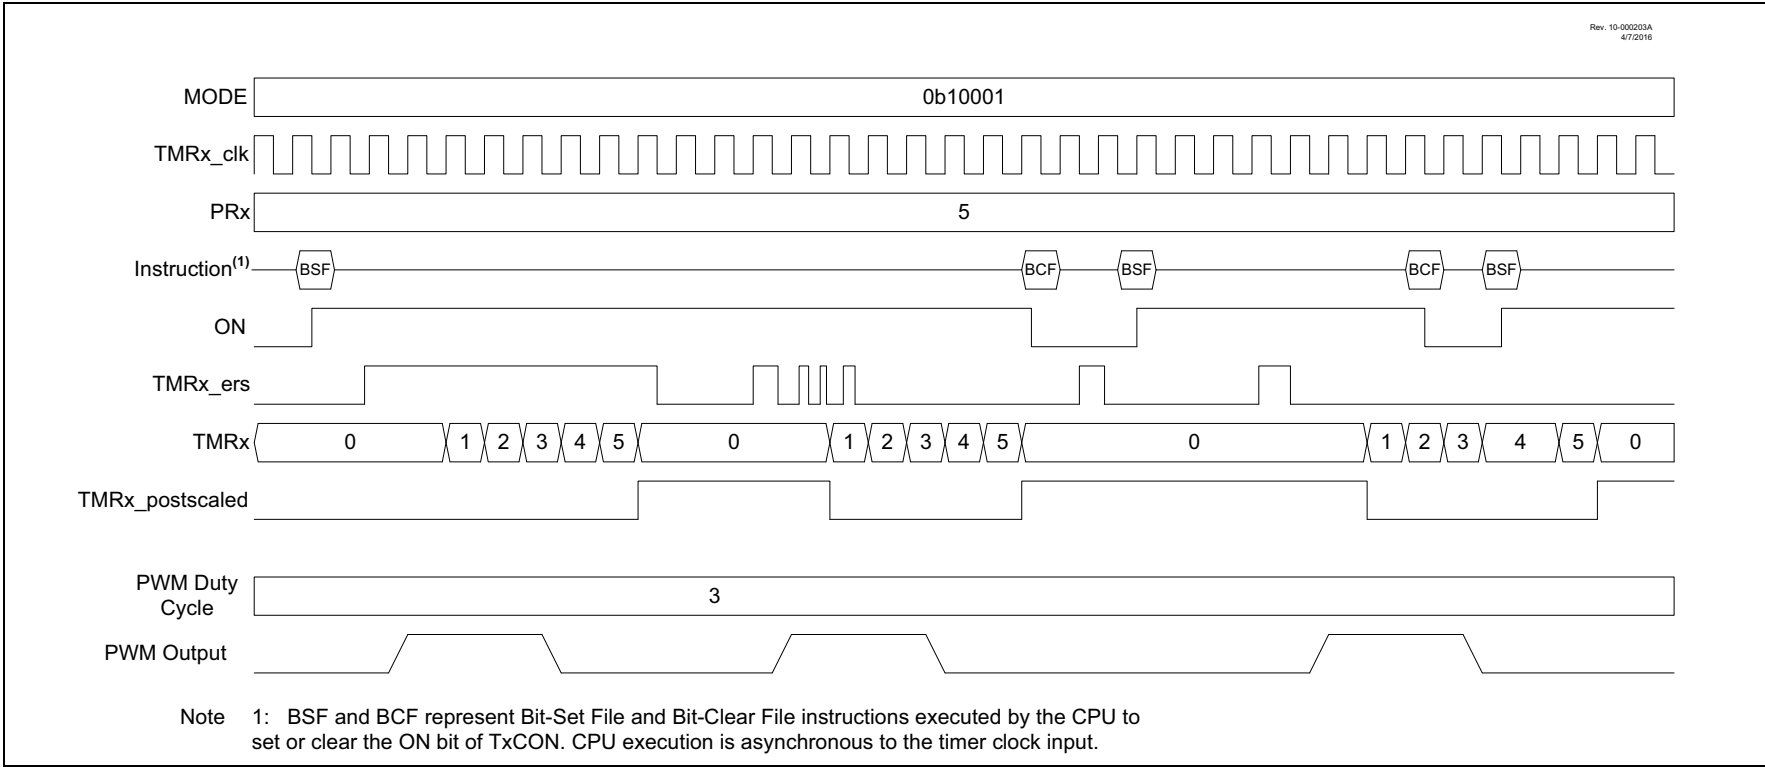 Rev. 10-000203A
4/7/2016
MODE 0b10001
TMRx_clk
PRx 5
Instruction(1) BSF BCF BSF BCF BSF
ON
TMRx_ers
TMRx 0 1 2 3 4 5 0 1 2 3 4 5 0 1 2 3 4 5 0
TMRx_postscaled
PWM Duty
Cycle 3
PWM Output
Note 1: BSF and BCF represent Bit-Set File and Bit-Clear File instructions executed by the CPU to
set or clear the ON bit of TxCON. CPU execution is asynchronous to the timer clock input.